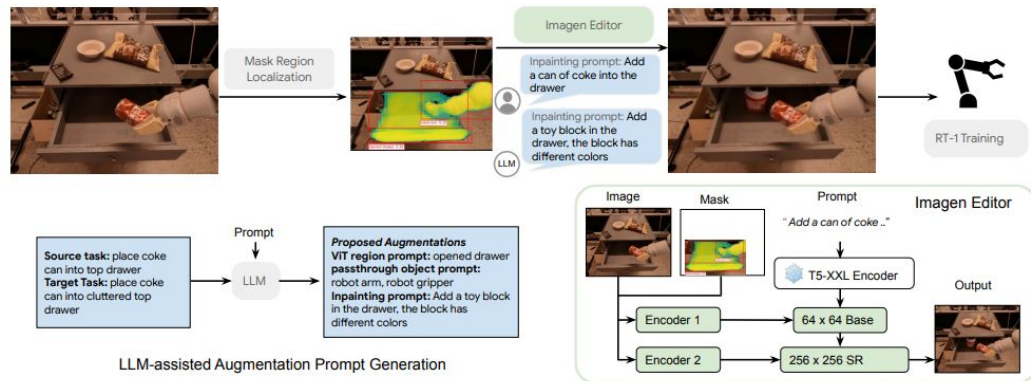 Imagen Editor
Mask Region
Localization
Inpainting prompt: Add
a can of coke into the
drawer
Inpainting prompt: Add
a toy block in the
drawer, the block has
different colors
LLM
RT-1 Training
Source task: place coke
can into top drawer
Target Task: place coke
can into cluttered top
drawer
Prompt
LLM
Proposed Augmentations
ViT region prompt: opened drawer
passthrough object prompt:
robot arm, robot gripper
Inpainting prompt: Add a toy block
in the drawer, the block has
different colors
LLM-assisted Augmentation Prompt Generation
Image
Mask
Prompt
Imagen Editor
“Add a can of coke ..”
T5-XXL Encoder
Output
Encoder 1
64 x 64 Base
Encoder 2
256 x 256 SR